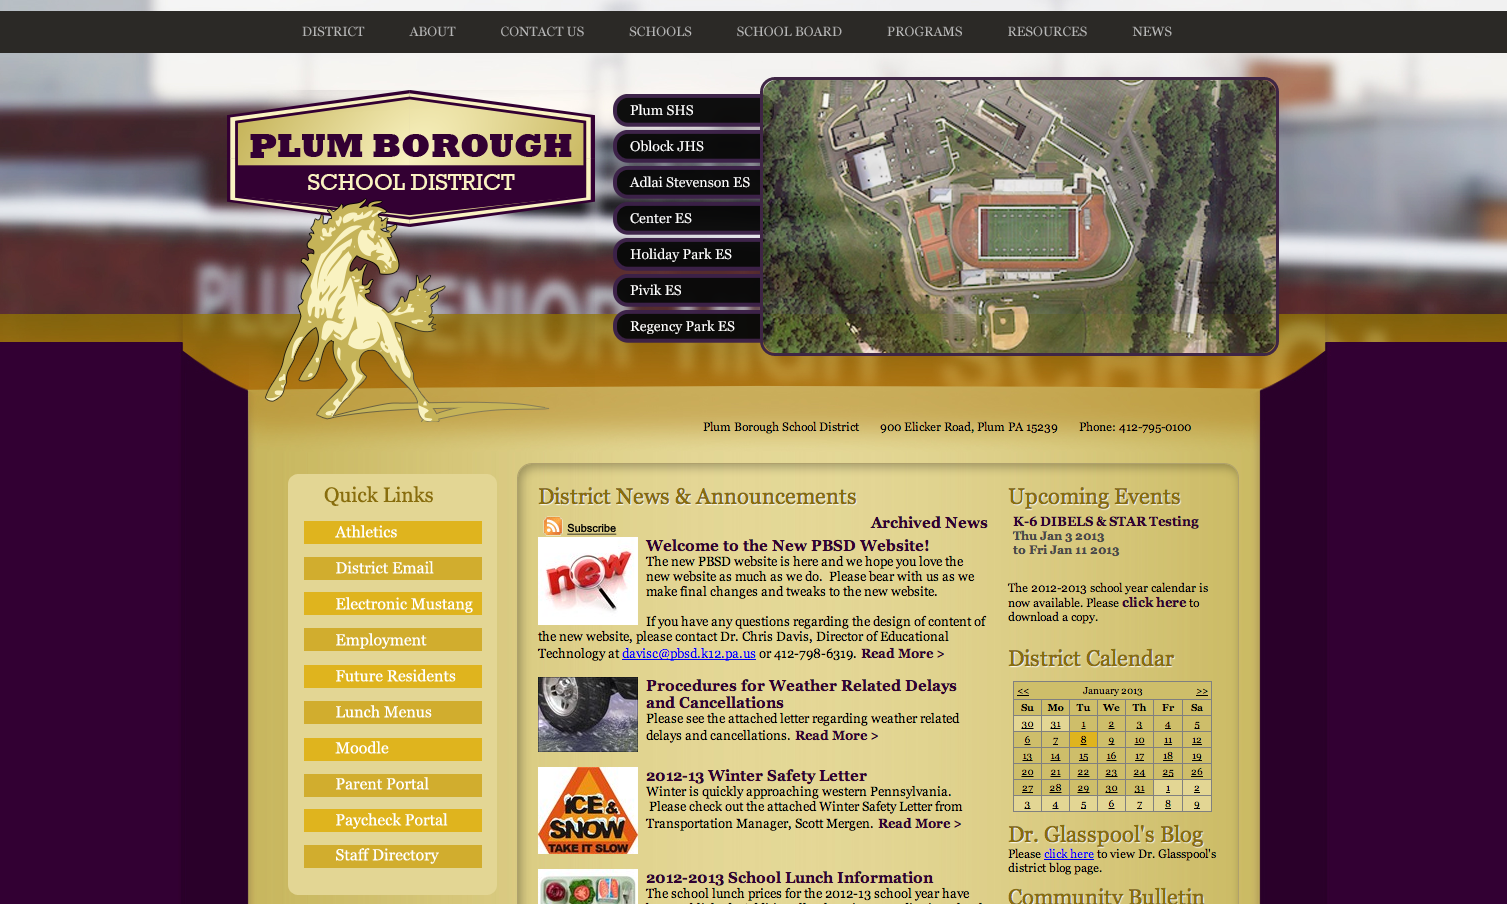 DISTRICT ABOUT CONTACT US SCHOOLS SCHOOL BOARD PROGRAMS RESOURCES NEWS
PLUM BOROUGH
SCHOOL DISTRICT
Plum SHS
Oblock JHS
Adlai Stevenson ES
Center ES
Holiday Park ES
Pivik ES
Regency Park ES
PLUM SENIOR HIGH SCHOOL
Plum Borough School District 900 Elicker Road, Plum PA 15239 Phone: 412-795-0100
Quick Links
Athletics
District Email
Electronic Mustang
Employment
Future Residents
Lunch Menus
Moodle
Parent Portal
Paycheck Portal
Staff Directory
District News & Announcements
Subscribe
Archived News
new
Welcome to the New PBSD Website!
The new PBSD website is here and we hope you love the
new website as much as we do. Please bear with us as we
make final changes and tweaks to the new website.
If you have any questions regarding the design of content of
the new website, please contact Dr. Chris Davis, Director of Educational
Technology at davisc@pbsd.k12.pa.us or 412-798-6319. Read More >
Procedures for Weather Related Delays
and Cancellations
Please see the attached letter regarding weather related
delays and cancellations. Read More >
ICE &
SNOW
TAKE IT SLOW
2012-13 Winter Safety Letter
Winter is quickly approaching western Pennsylvania.
Please check out the attached Winter Safety Letter from
Transportation Manager, Scott Mergen. Read More >
2012-2013 School Lunch Information
The school lunch prices for the 2012-13 school year have
Upcoming Events
K-6 DIBELS & STAR Testing
Thu Jan 3 2013
to Fri Jan 11 2013
The 2012-2013 school year calendar is
now available. Please click here to
download a copy.
District Calendar
<< January 2013 >>
Su Mo Tu We Th Fr Sa
30 31 1 2 3 4 5
6 7 8 9 10 11 12
13 14 15 16 17 18 19
20 21 22 23 24 25 26
27 28 29 30 31 1 2
3 4 5 6 7 8 9
Dr. Glasspool's Blog
Please click here to view Dr. Glasspool's
district blog page.
Community Bulletin